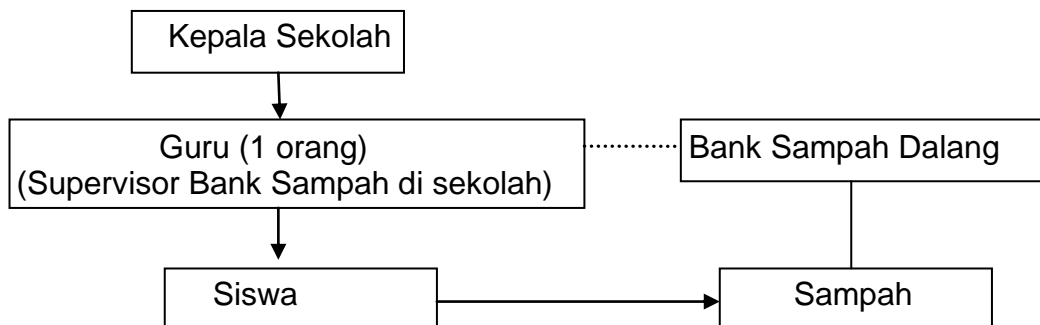 Kepala Sekolah
Guru (1 orang)
(Supervisor Bank Sampah di sekolah)
Bank Sampah Dalang
Siswa
Sampah